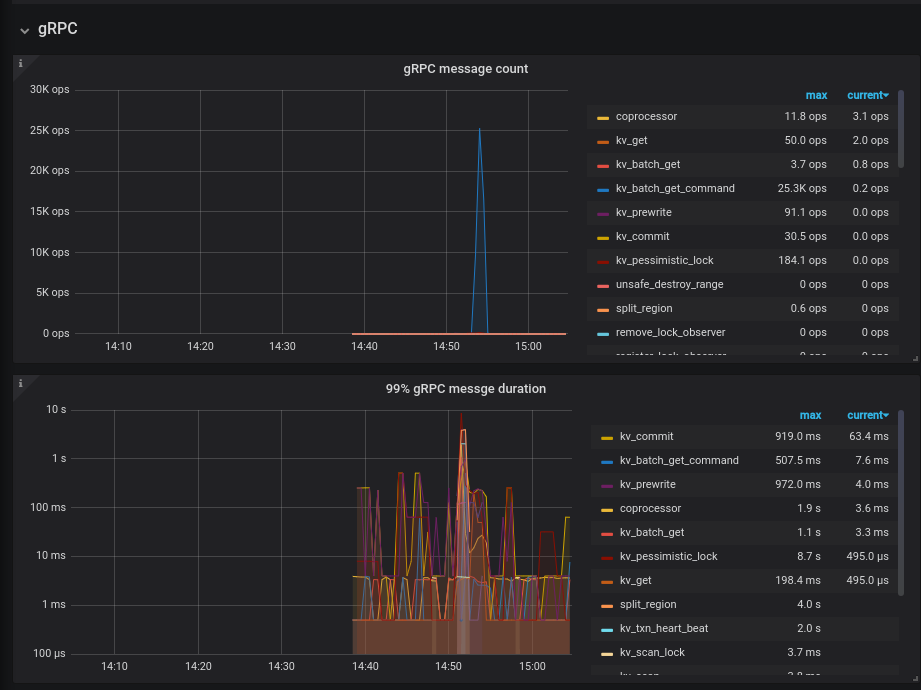 gRPC
gRPC message count
30K ops
25K ops
20K ops
15K ops
10K ops
5K ops
0 ops
14:10 14:20 14:30 14:40 14:50 15:00
max current
coprocessor 11.8 ops 3.1 ops
kv_get 50.0 ops 2.0 ops
kv_batch_get 3.7 ops 0.8 ops
kv_batch_get_command 25.3K ops 0.2 ops
kv_prewrite 91.1 ops 0.0 ops
kv_commit 30.5 ops 0.0 ops
kv_pessimistic_lock 184.1 ops 0.0 ops
unsafe_destroy_range 0 ops 0 ops
split_region 0.6 ops 0 ops
remove_lock_observer 0 ops 0 ops
register_lock_observer 0 ops 0 ops
99% gRPC messge duration
10 s
1 s
100 ms
10 ms
1 ms
100 µs
14:10 14:20 14:30 14:40 14:50 15:00
max current
kv_commit 919.0 ms 63.4 ms
kv_batch_get_command 507.5 ms 7.6 ms
kv_prewrite 972.0 ms 4.0 ms
coprocessor 1.9 s 3.6 ms
kv_batch_get 1.1 s 3.3 ms
kv_pessimistic_lock 8.7 s 495.0 µs
kv_get 198.4 ms 495.0 µs
split_region 4.0 s
kv_txn_heart_beat 2.0 s
kv_scan_lock 3.7 ms